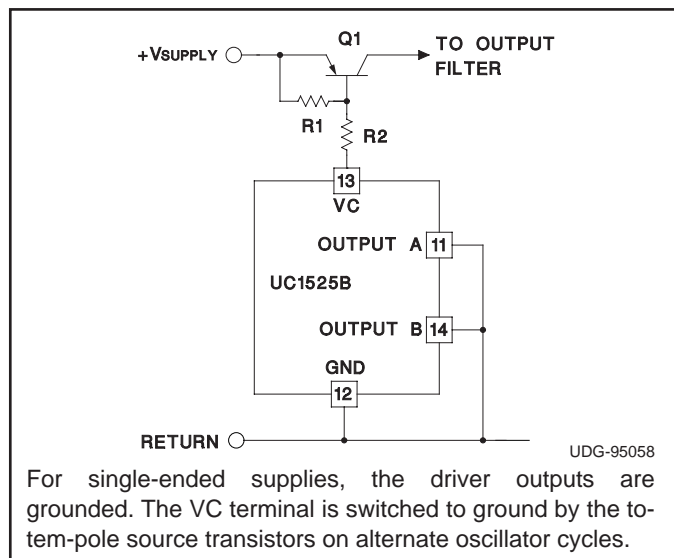 Q1
+VSUPPLY
TO OUTPUT
FILTER
R1
R2
13
VC
OUTPUT A 11
UC1525B
OUTPUT B 14
GND
12
RETURN
UDG-95058
For single-ended supplies, the driver outputs are
grounded. The VC terminal is switched to ground by the to-
tem-pole source transistors on alternate oscillator cycles.